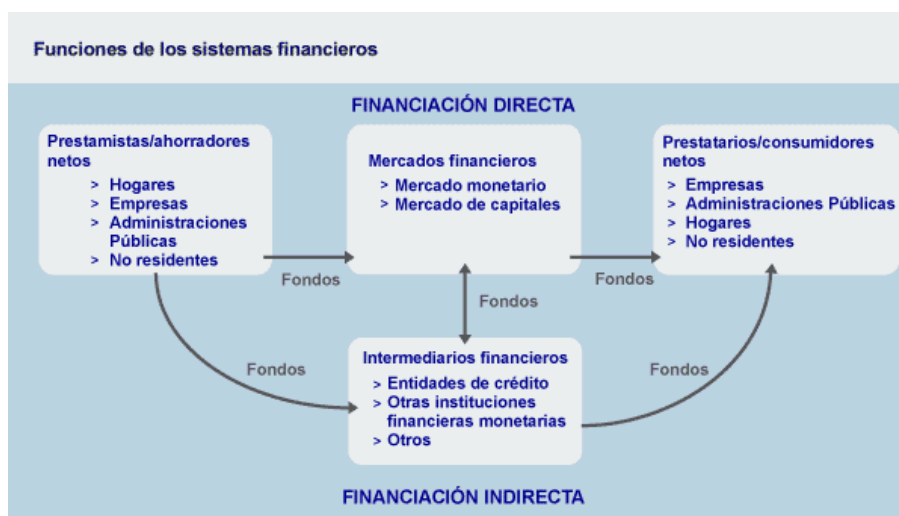 Funciones de los sistemas financieros
FINANCIACIÓN DIRECTA
Prestamistas/ahorradores
netos
> Hogares
> Empresas
> Administraciones
Públicas
> No residentes
Fondos
Mercados financieros
> Mercado monetario
> Mercado de capitales
Fondos
Prestatarios/consumidores
netos
> Empresas
> Administraciones Públicas
> Hogares
> No residentes
Fondos
Fondos
Intermediarios financieros
> Entidades de crédito
> Otras instituciones
financieras monetarias
> Otros
Fondos
FINANCIACIÓN INDIRECTA